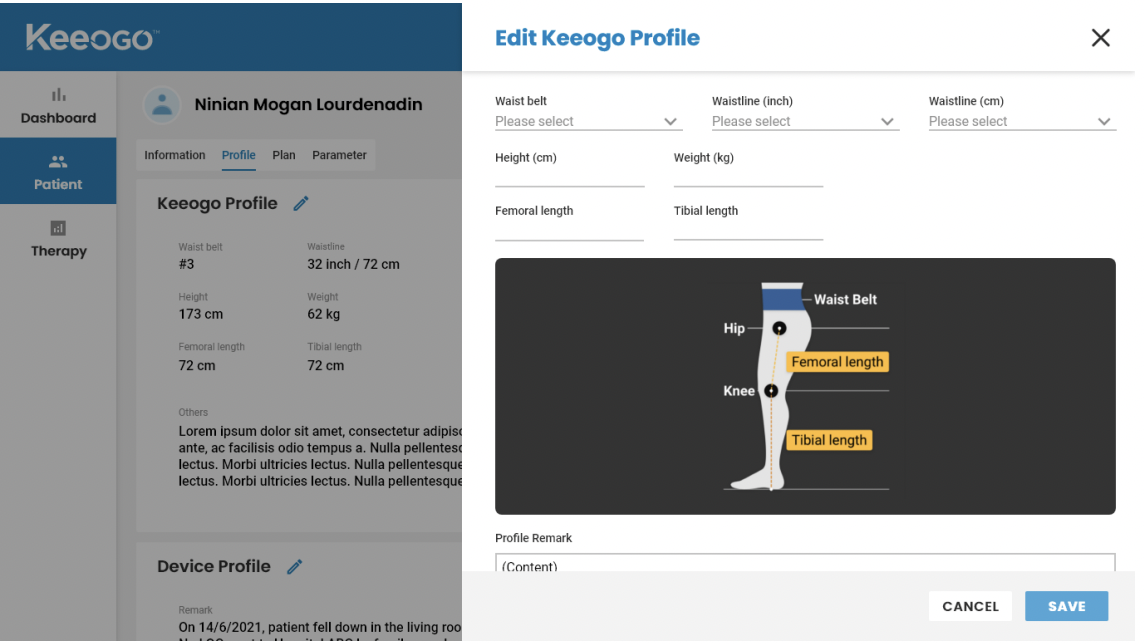 Keeogo™
Dashboard
Patient
Therapy
Ninian Mogan Lourdenadin
Information Profile Plan Parameter
Keeogo Profile
Waist belt Waistline
#3 32 inch / 72 cm
Height Weight
173 cm 62 kg
Femoral length Tibial length
72 cm 72 cm
Others
Lorem ipsum dolor sit amet, consectetur adipisc
ante, ac facilisis odio tempus a. Nulla pellentesq
lectus. Morbi ultricies lectus. Nulla pellentesque
lectus. Morbi ultricies lectus. Nulla pellentesque
Device Profile
Remark
On 14/6/2021, patient fell down in the living roo
Edit Keeogo Profile
Waist belt Waistline (inch) Waistline (cm)
Please select Please select Please select
Height (cm) Weight (kg)
Femoral length Tibial length
Waist Belt
Hip
Femoral length
Knee
Tibial length
Profile Remark
(Content)
CANCEL SAVE